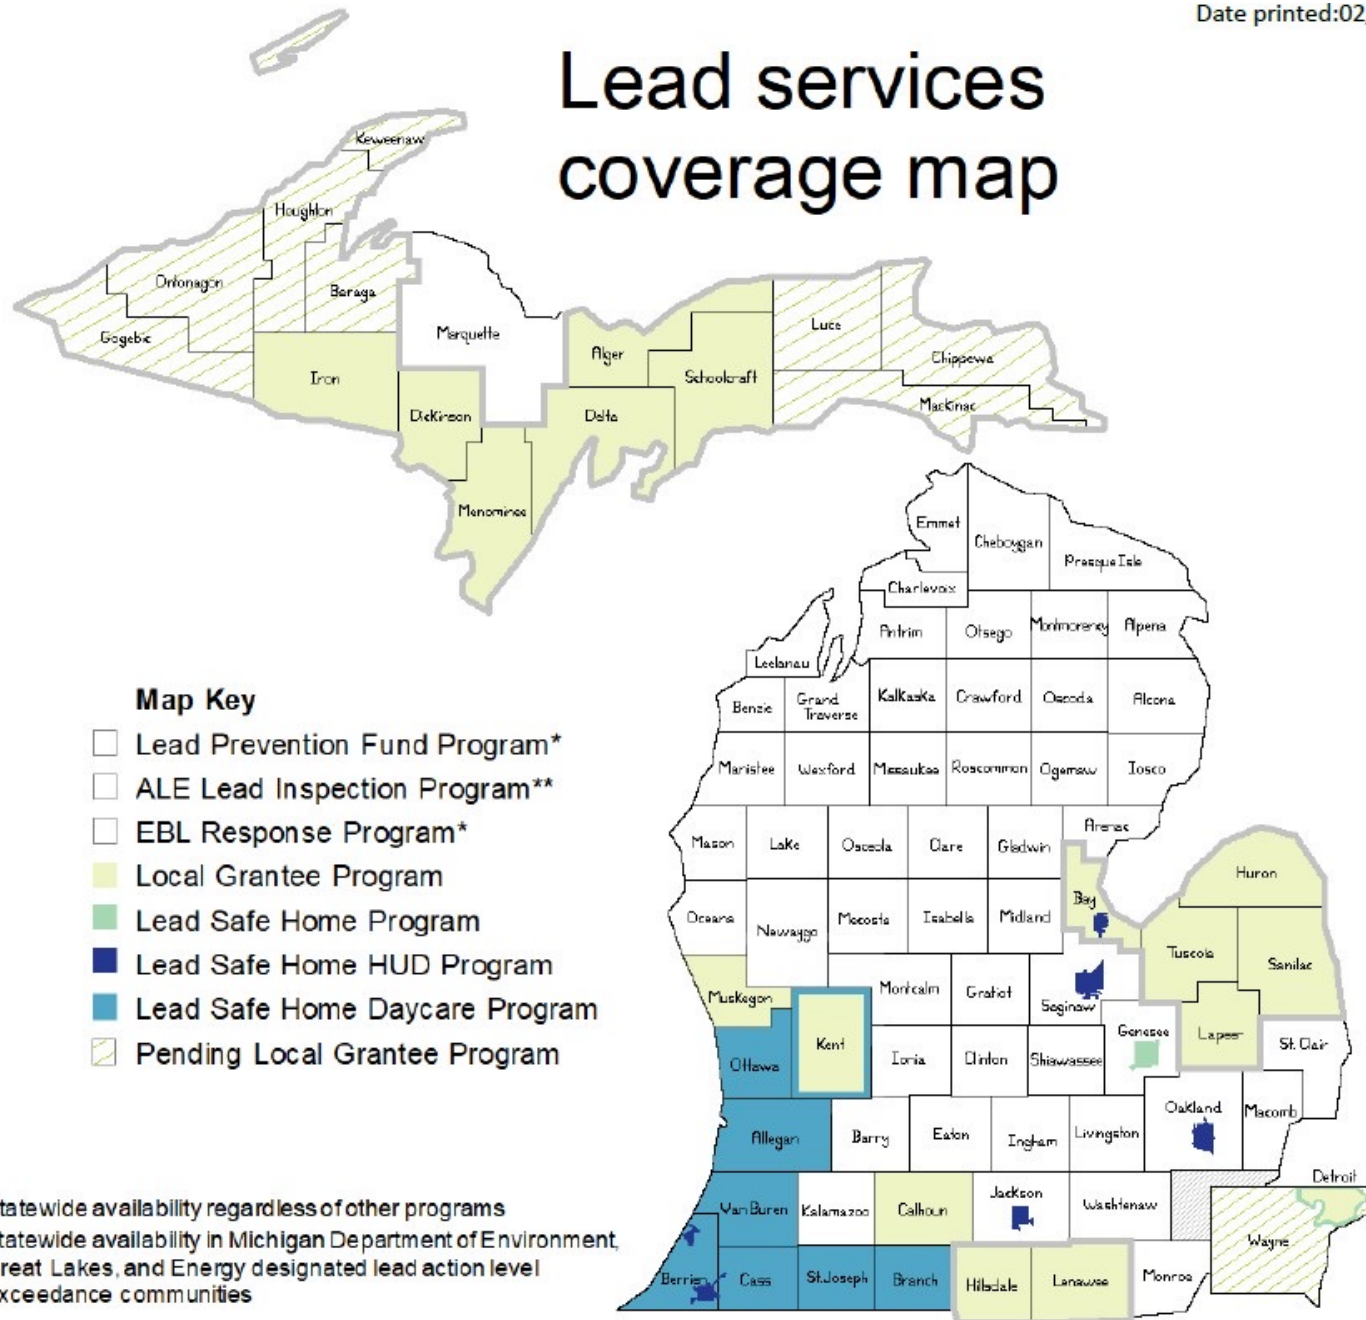 Date printed:02
Lead services
coverage map
Keweenaw
Houghton
Ontonagon
Baraga
Gogebic
Marquette
Iron
Dickinson
Menominee
Alger
Delta
Schoolcraft
Luce
Chippewa
Mackinac
Emmet
Cheboygan
Presque Isle
Charlevoix
Antrim
Otsego
Montmorency
Alpena
Leelanau
Benzie
Grand
Traverse
Kalkaska
Crawford
Oscoda
Alcona
Manistee
Wexford
Missaukee
Roscommon
Ogemaw
Iosco
Arenac
Mason
Lake
Osceola
Clare
Gladwin
Huron
Bay
Oceana
Newaygo
Mecosta
Isabella
Midland
Tuscola
Sanilac
Muskegon
Montcalm
Gratiot
Saginaw
Genesee
Lapeer
St. Clair
Ottawa
Kent
Ionia
Clinton
Shiawassee
Oakland
Macomb
Allegan
Barry
Eaton
Ingham
Livingston
Detroit
Van Buren
Kalamazoo
Calhoun
Jackson
Washtenaw
Wayne
Berrien
Cass
St.Joseph
Branch
Hillsdale
Lenawee
Monroe
Map Key
Lead Prevention Fund Program*
ALE Lead Inspection Program**
EBL Response Program*
Local Grantee Program
Lead Safe Home Program
Lead Safe Home HUD Program
Lead Safe Home Daycare Program
Pending Local Grantee Program
tatewide availability regardless of other programs
tatewide availability in Michigan Department of Environment,
reat Lakes, and Energy designated lead action level
xceedance communities